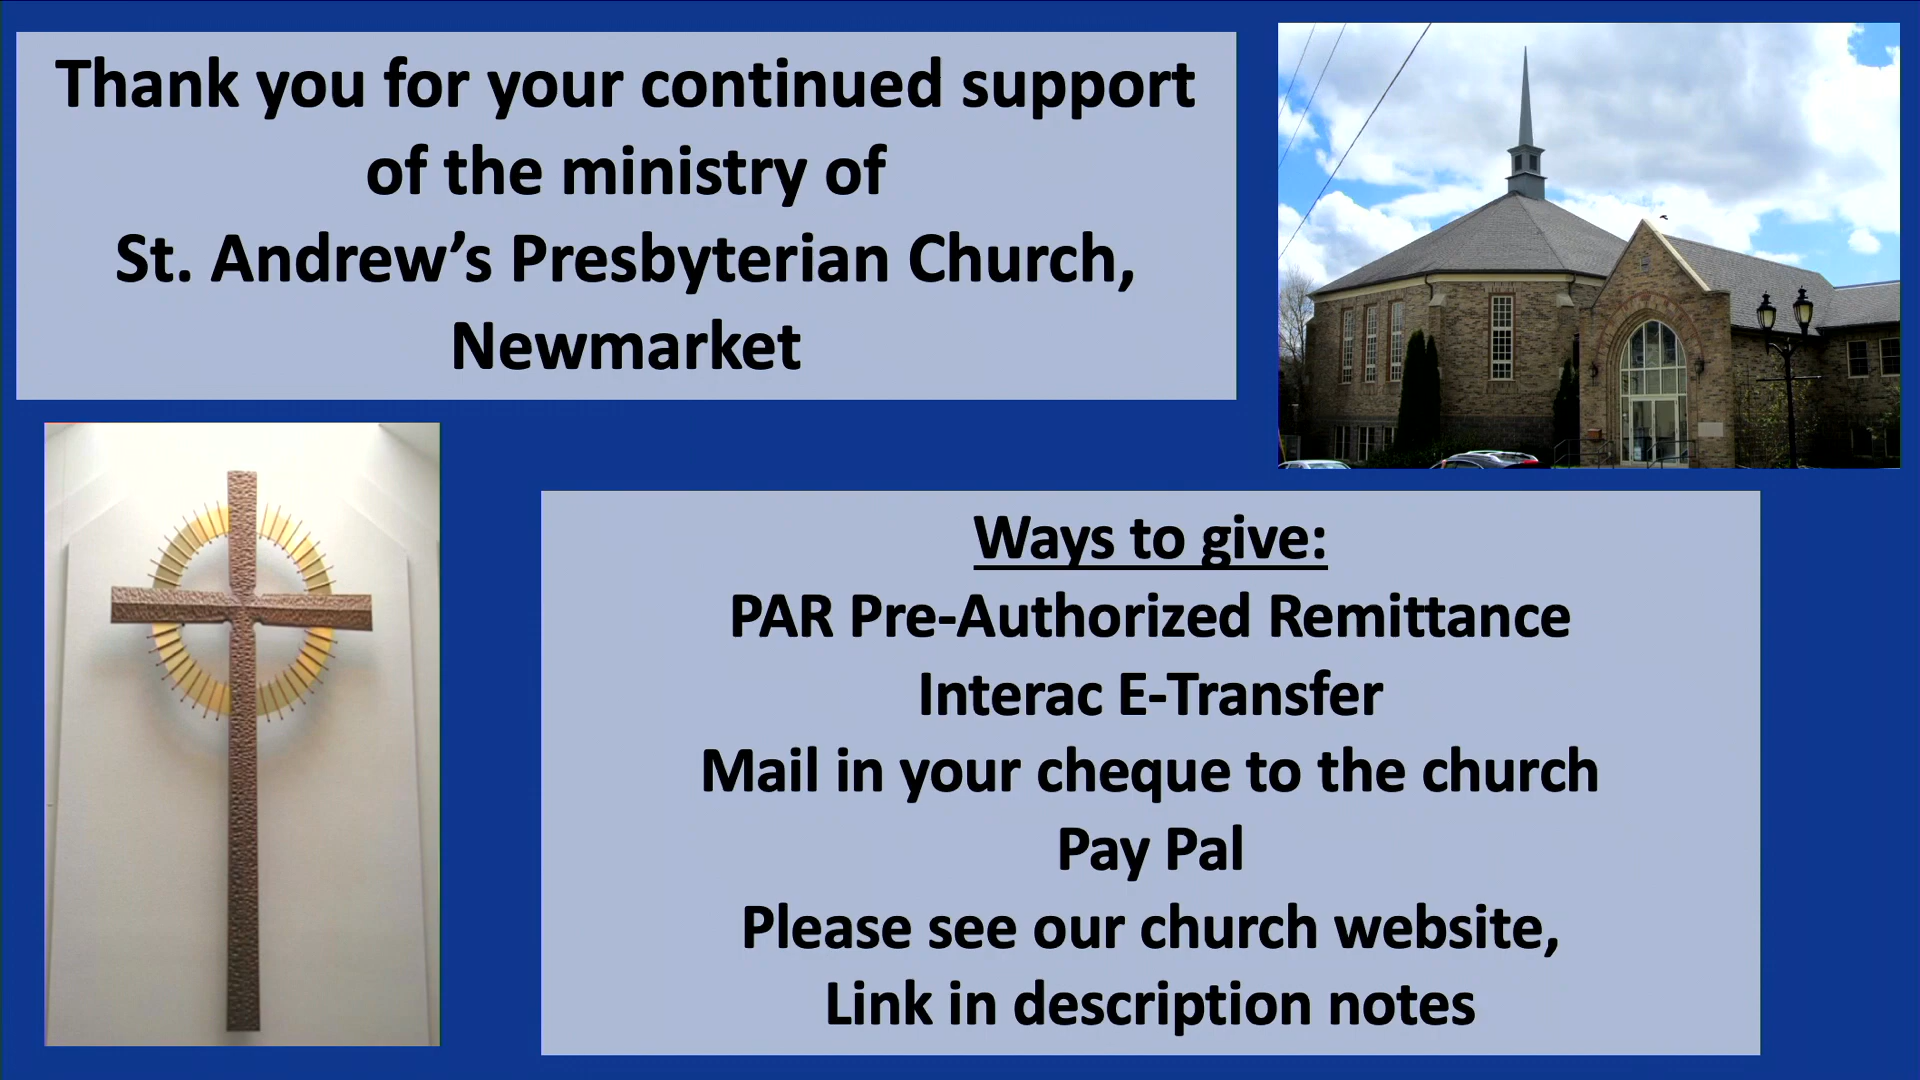 Thank you for your continued support
of the ministry of
St. Andrew’s Presbyterian Church,
Newmarket
Ways to give:
PAR Pre-Authorized Remittance
Interac E-Transfer
Mail in your cheque to the church
Pay Pal
Please see our church website,
Link in description notes